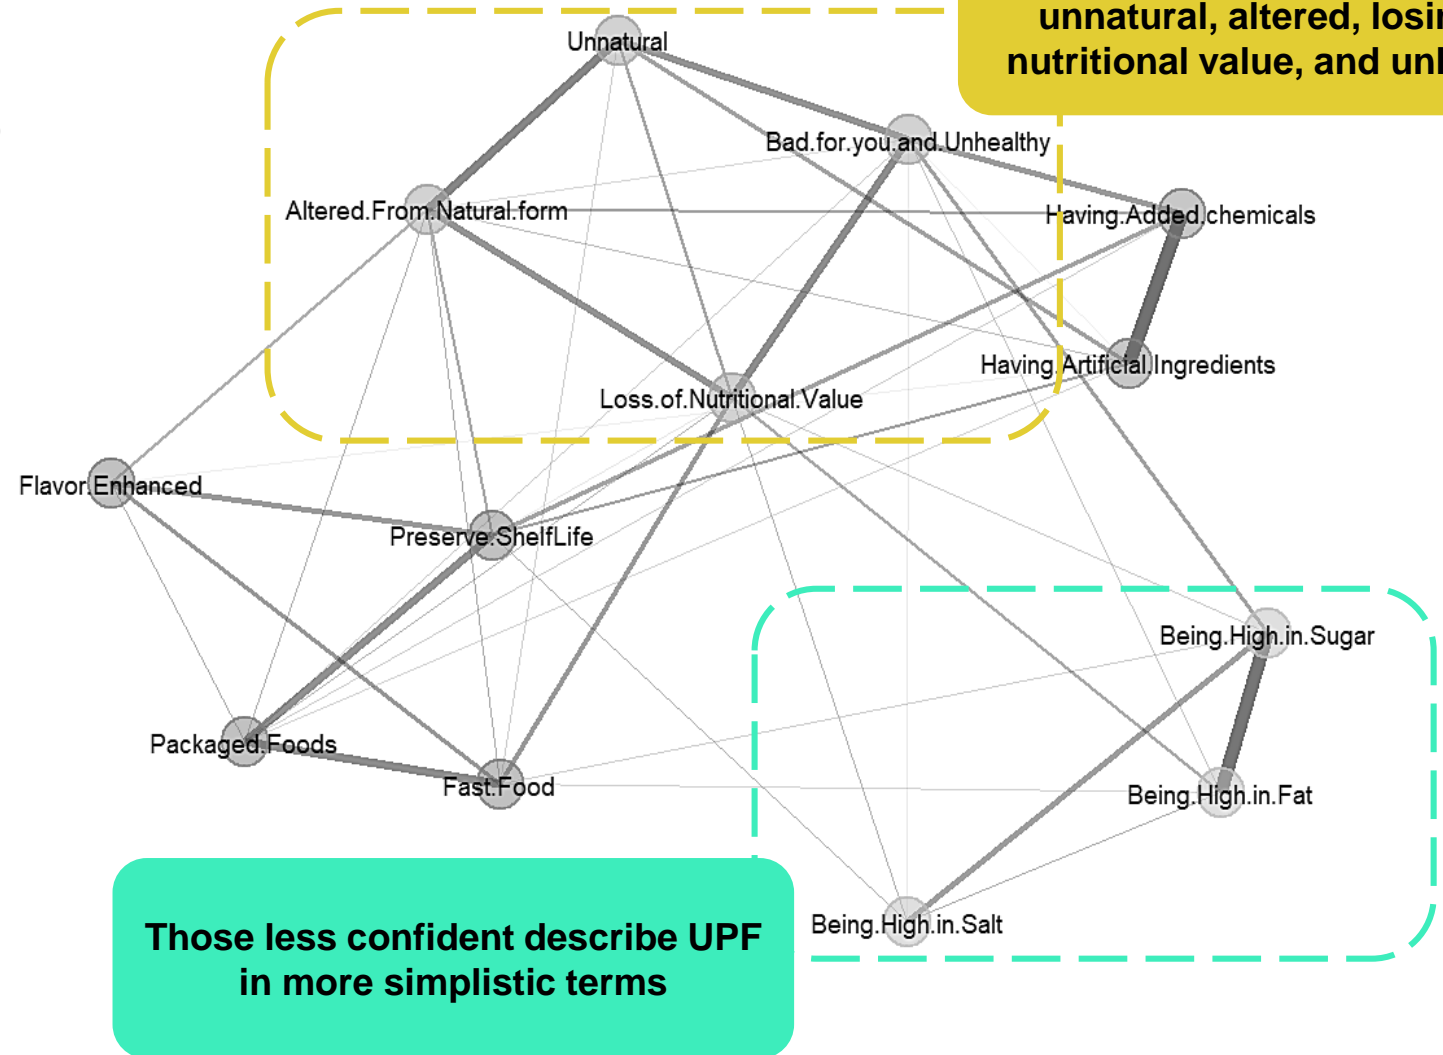 unnatural, altered,
nutritional value, and
Unnatural
Bad.for.you.and.Unhealthy
Altered.From.Natural.form
Having.Added.chemicals
Having.Artificial.Ingredients
Loss.of.Nutritional.Value
Flavor.Enhanced
Preserve.ShelfLife
Being.High.in.Sugar
Packaged.Foods
Fast.Food
Being.High.in.Fat
Being.High.in.Salt
Those less confident describe UPF
in more simplistic terms